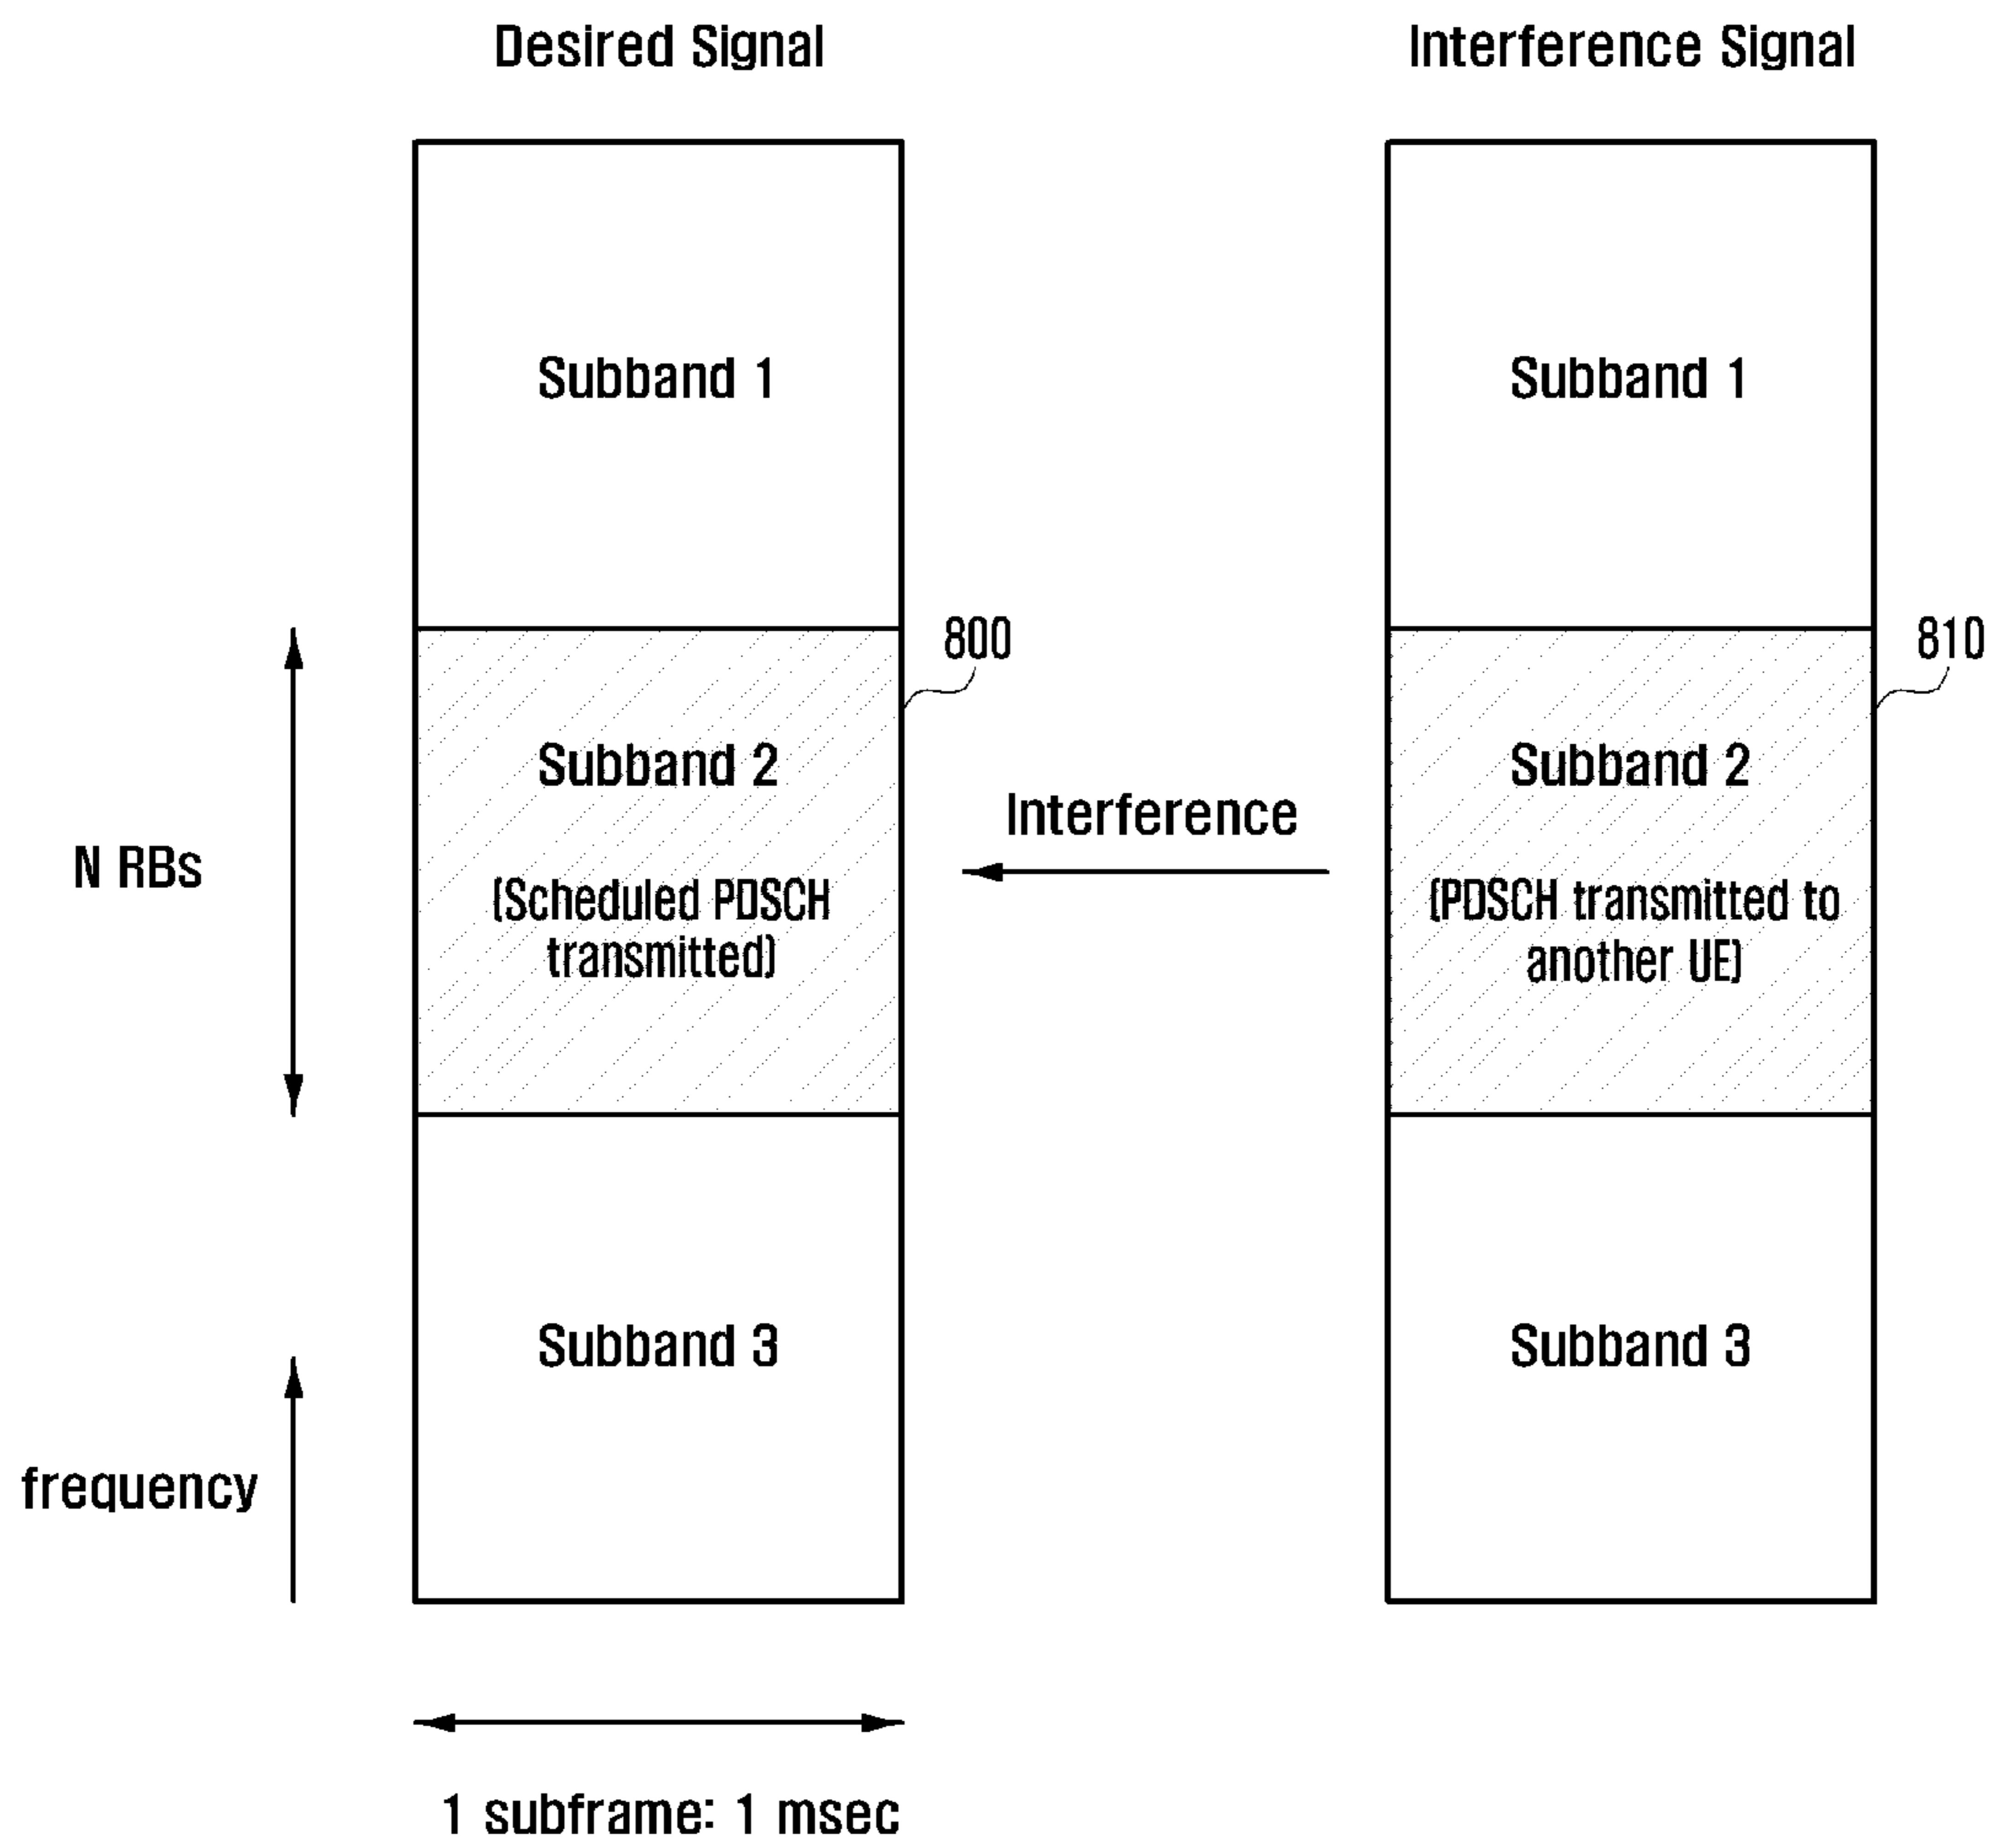 Desired Signal
Interference Signal
Subband 1
Subband 1
800
810
Subband 2
Subband 2
Interference
N RBs
(Scheduled PDSCH
transmitted)
(PDSCH transmitted to
another UE)
Subband 3
Subband 3
frequency
1 subframe: 1 msec